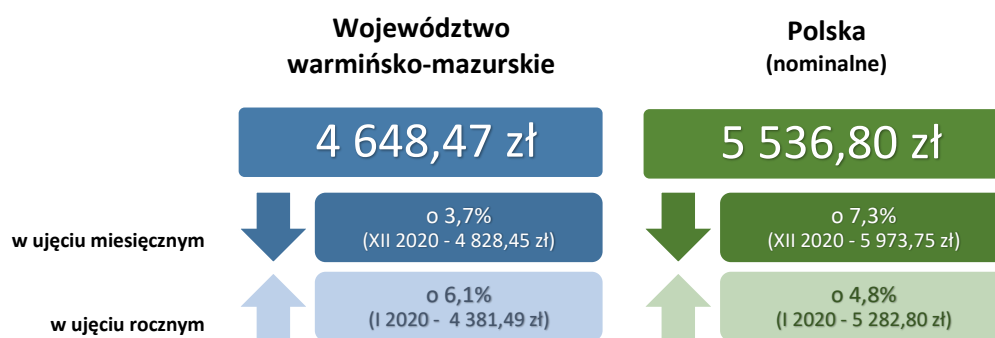 Województwo
warmińsko-mazurskie
Polska
(nominalne)
4 648,47 zł
5 536,80 zł
w ujęciu miesięcznym
o 3,7%
(XII 2020 - 4 828,45 zł)
o 7,3%
(XII 2020 - 5 973,75 zł)
w ujęciu rocznym
o 6,1%
(I 2020 - 4 381,49 zł)
o 4,8%
(I 2020 - 5 282,80 zł)